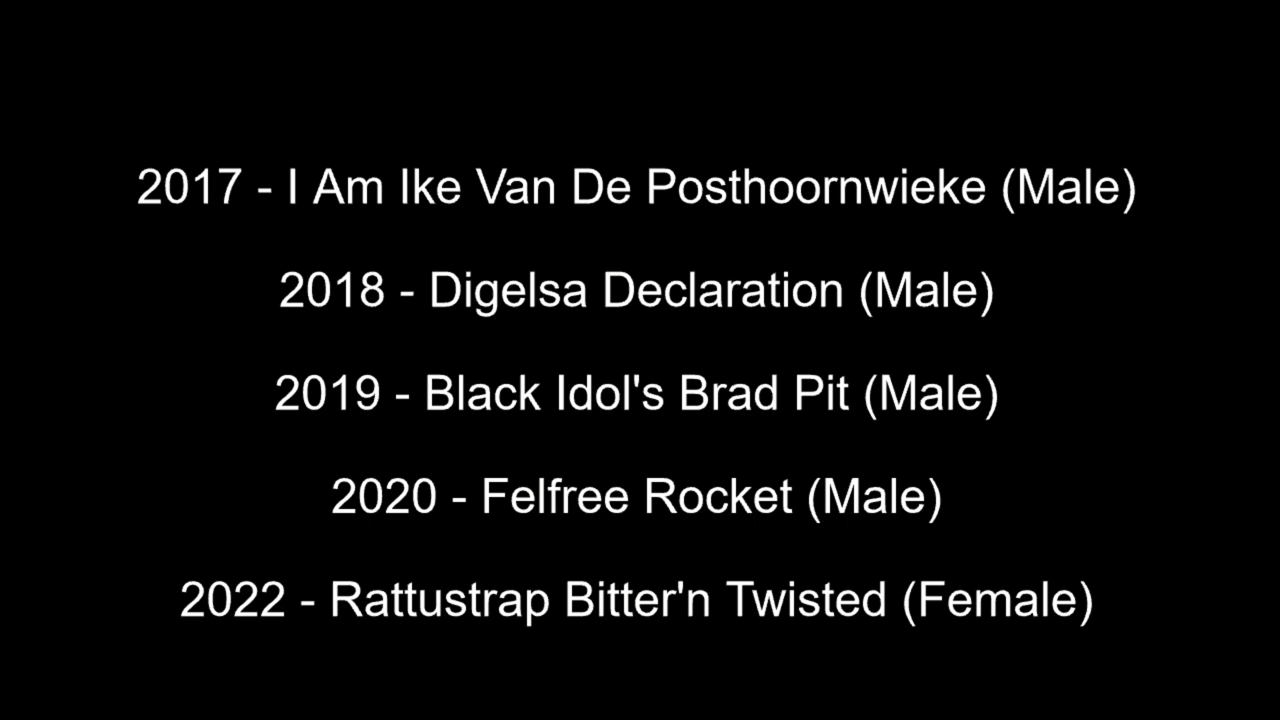 2017 - I Am Ike Van De Posthoornwieke (Male)
2018 - Digelsa Declaration (Male)
2019 - Black Idol's Brad Pit (Male)
2020 - Felfree Rocket (Male)
2022 - Rattustrap Bitter'n Twisted (Female)